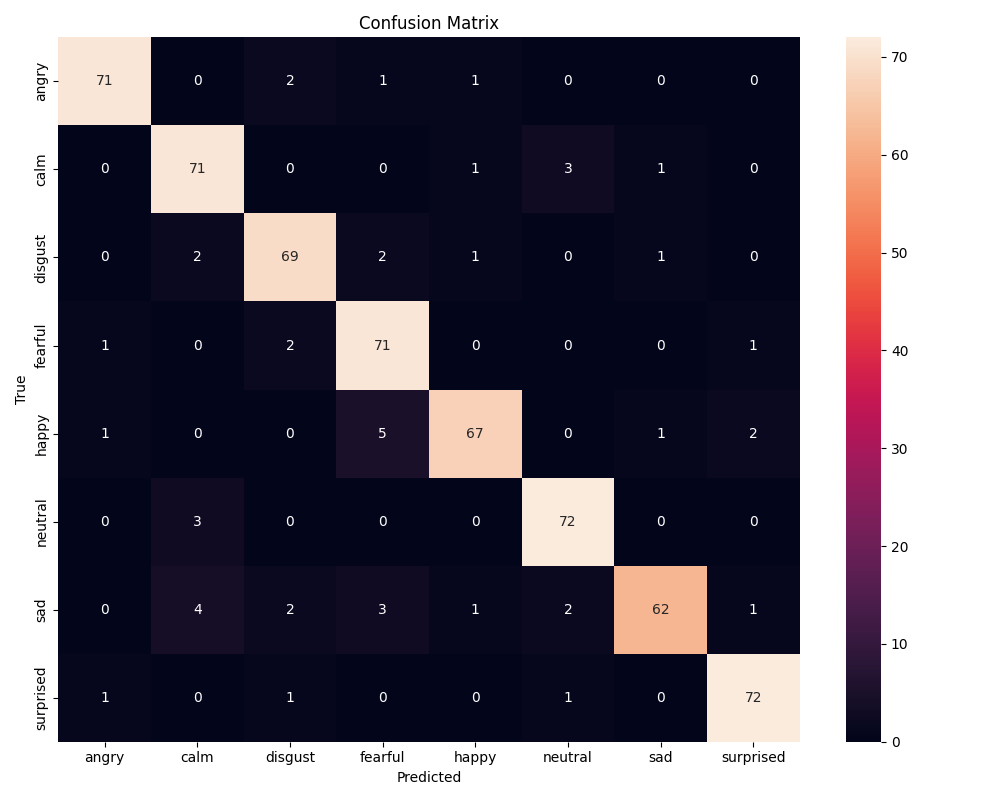 Confusion Matrix
angry 71 0 2 1 1 0 0 0
calm 0 71 0 0 1 3 1 0
disgust 0 2 69 2 1 0 1 0
fearful 1 0 2 71 0 0 0 1
happy 1 0 0 5 67 0 1 2
neutral 0 3 0 0 0 72 0 0
sad 0 4 2 3 1 2 62 1
surprised 1 0 1 0 0 1 0 72
angry calm disgust fearful happy neutral sad surprised
Predicted
True
70
60
50
40
30
20
10
0